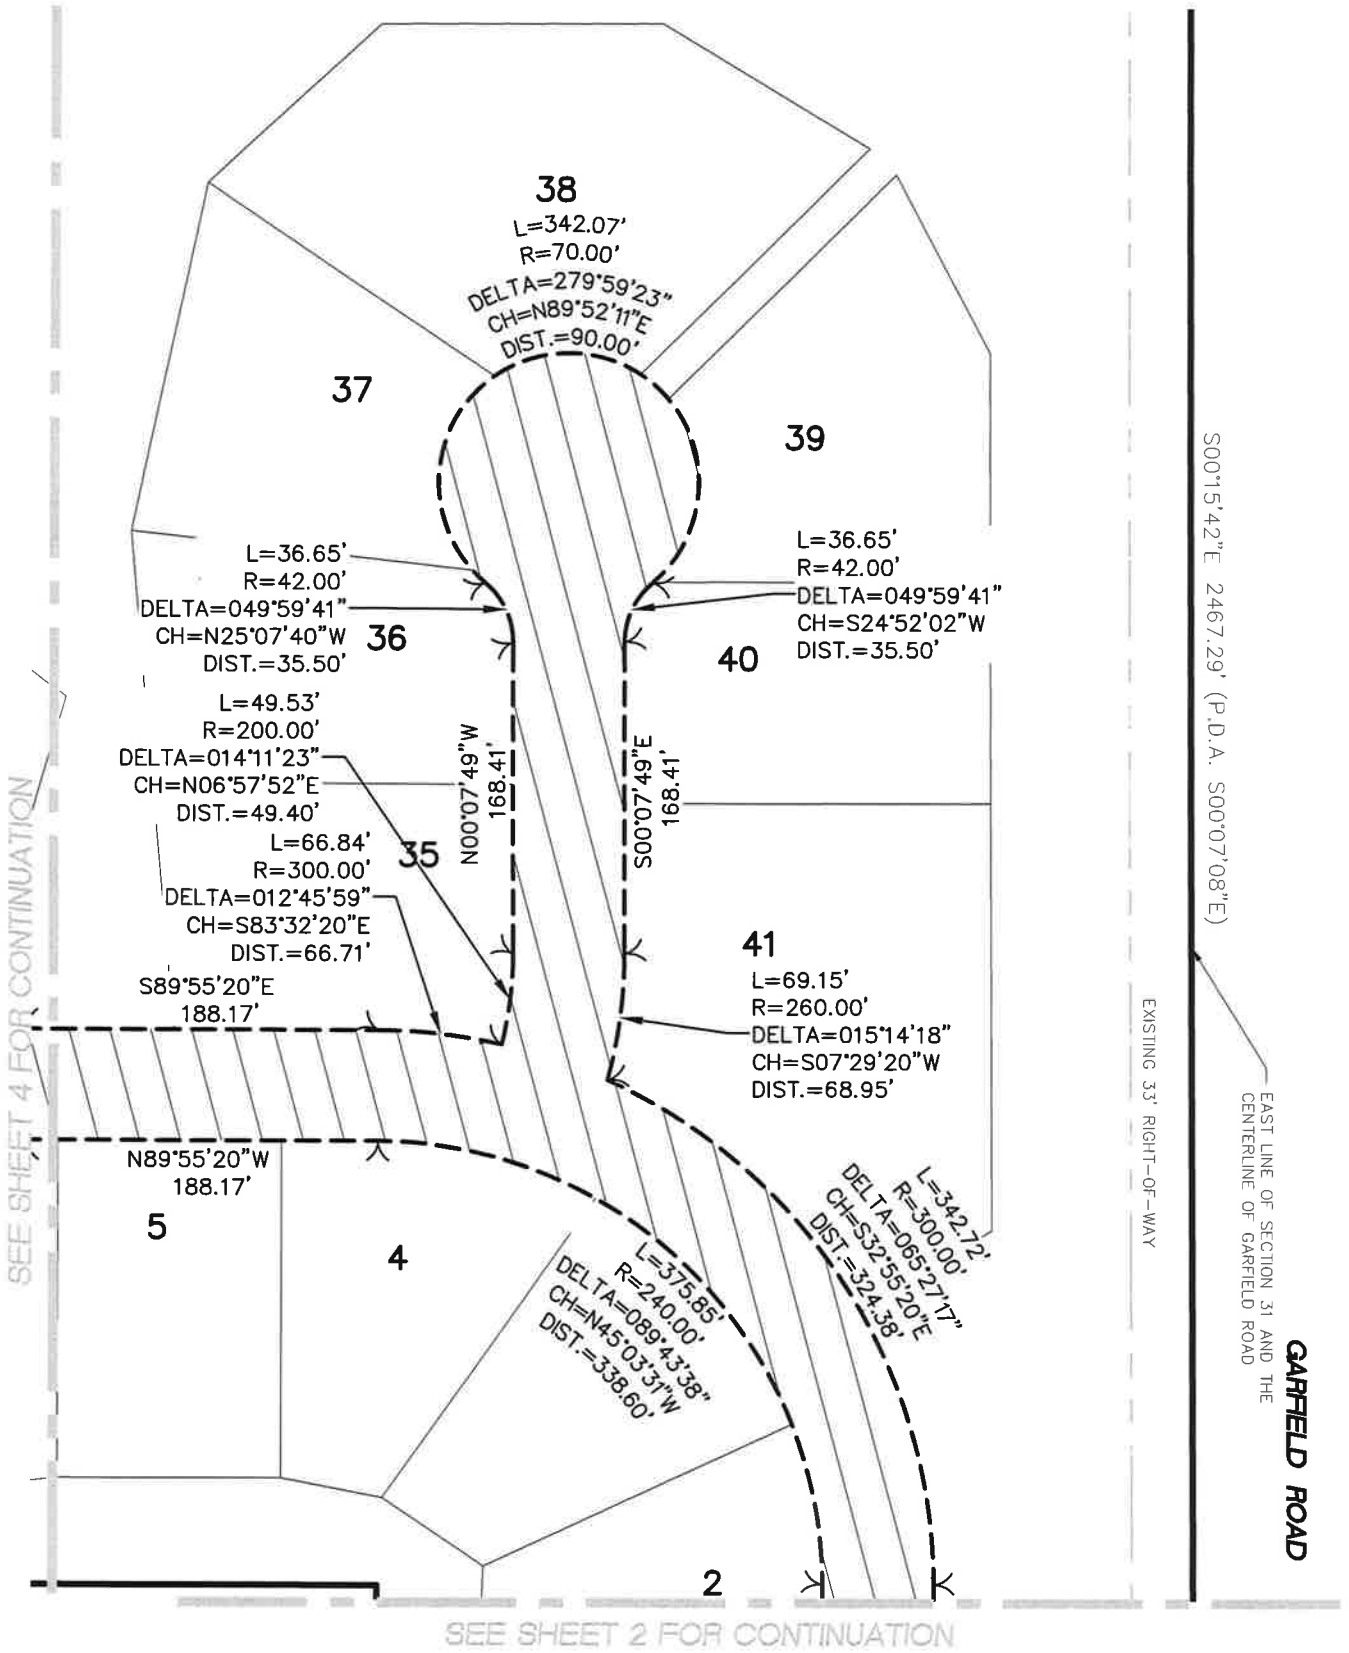 38
L=342.07'
R=70.00'
DELTA=279°59'23"
CH=N89°52'11"E
DIST.=90.00'
37
39
L=36.65'
R=42.00'
DELTA=049°59'41"
CH=N25°07'40"W
DIST.=35.50'
36
L=36.65'
R=42.00'
DELTA=049°59'41"
CH=S24°52'02"W
DIST.=35.50'
40
L=49.53'
R=200.00'
DELTA=014°11'23"
CH=N06°57'52"E
DIST.=49.40'
N00°07'49"W
168.41'
S00°07'49"E
168.41'
35
L=66.84'
R=300.00'
DELTA=012°45'59"
CH=S83°32'20"E
DIST.=66.71'
S89°55'20"E
188.17'
41
L=69.15'
R=260.00'
DELTA=015°14'18"
CH=S07°29'20"W
DIST.=68.95'
N89°55'20"W
188.17'
5
4
L=375.85'
R=240.00'
DELTA=089°43'38"
CH=N45°03'31"W
DIST.=338.60'
L=342.72'
R=300.00'
DELTA=065°27'17"
CH=S32°55'20"E
DIST.=324.38'
2
S00°15'42"E 2467.29' (P.D.A. S00°07'08"E)
EXISTING 33' RIGHT-OF-WAY
EAST LINE OF SECTION 31 AND THE
CENTERLINE OF GARFIELD ROAD
GARFIELD ROAD
SEE SHEET 4 FOR CONTINUATION
SEE SHEET 2 FOR CONTINUATION